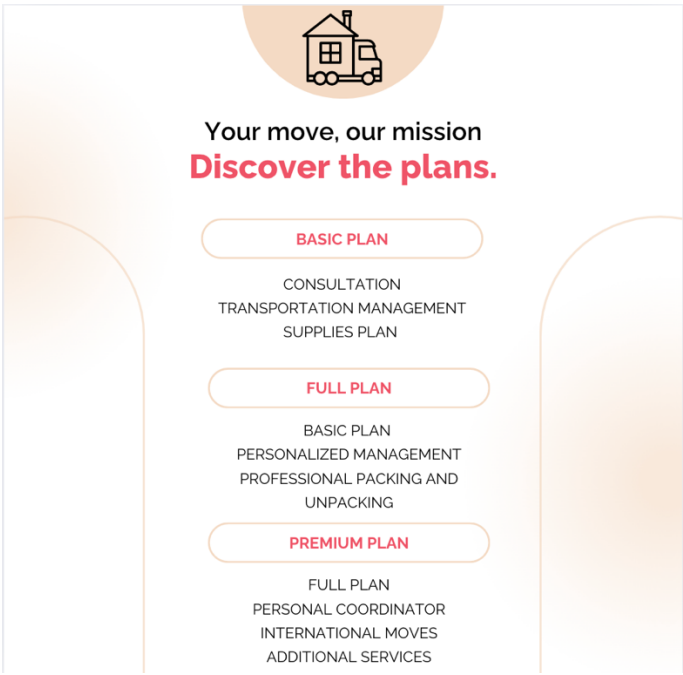 Your move, our mission
Discover the plans.
BASIC PLAN
CONSULTATION
TRANSPORTATION MANAGEMENT
SUPPLIES PLAN
FULL PLAN
BASIC PLAN
PERSONALIZED MANAGEMENT
PROFESSIONAL PACKING AND
UNPACKING
PREMIUM PLAN
FULL PLAN
PERSONAL COORDINATOR
INTERNATIONAL MOVES
ADDITIONAL SERVICES